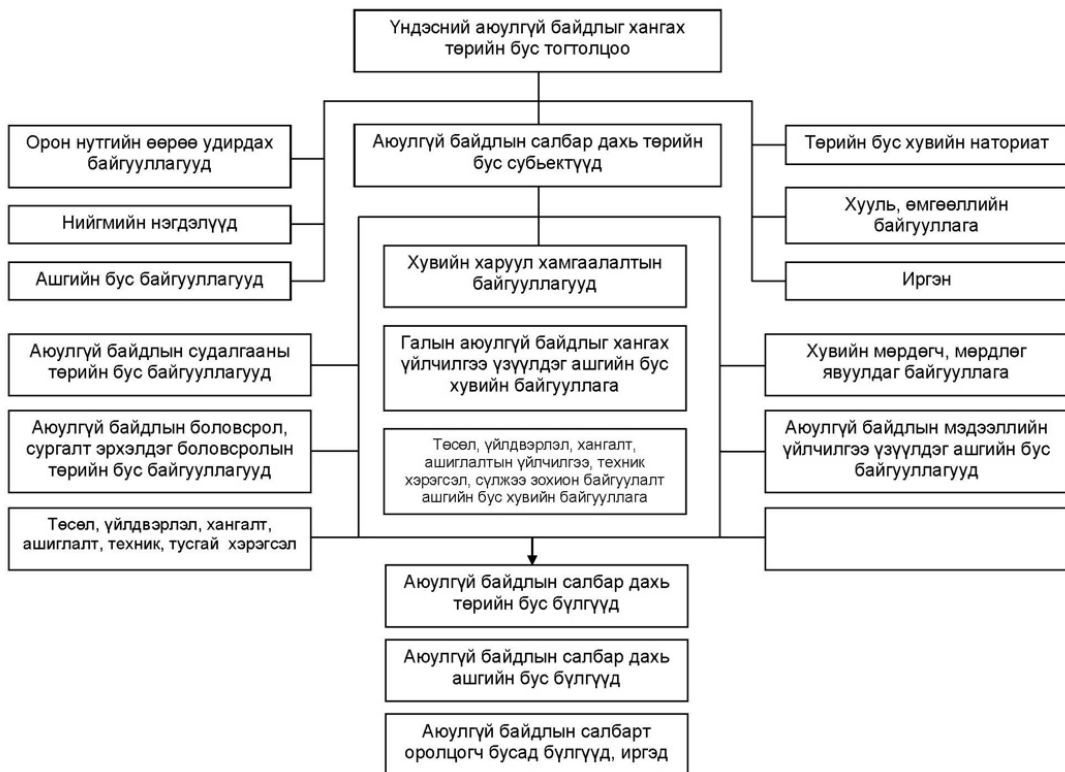 Үндэсний аюулгүй байдлыг хангах
төрийн бус тогтолцоо
Орон нутгийн өөрөө удирдах
байгууллагууд
Аюулгүй байдлын салбар дахь төрийн
бус субьектүүд
Төрийн бус хувийн наториат
Нийгмийн нэгдэлүүд
Хууль, өмгөөллийн
байгууллага
Ашгийн бус байгууллагууд
Хувийн харуул хамгаалалтын
байгууллагууд
Иргэн
Аюулгүй байдлын судалгааны
төрийн бус байгууллагууд
Галын аюулгүй байдлыг хангах
үйлчилгээ үзүүлдэг ашгийн бус
хувийн байгууллага
Хувийн мөрдөгч, мөрдлөг
явуулдаг байгууллага
Аюулгүй байдлын боловсрол,
сургалт эрхэлдэг боловсролын
төрийн бус байгууллагууд
Төсөл, үйлдвэрлэл, хангалт,
ашиглалтын үйлчилгээ, техник
хэрэгсэл, сүлжээ зохион байгуулалт
ашгийн бус хувийн байгууллага
Аюулгүй байдлын мэдээллийн
үйлчилгээ үзүүлдэг ашгийн бус
байгууллагууд
Төсөл, үйлдвэрлэл, хангалт,
ашиглалт, техник, тусгай хэрэгсэл
Аюулгүй байдлын салбар дахь
төрийн бус бүлгүүд
Аюулгүй байдлын салбар дахь
ашгийн бус бүлгүүд
Аюулгүй байдлын салбарт
оролцогч бусад бүлгүүд, иргэд